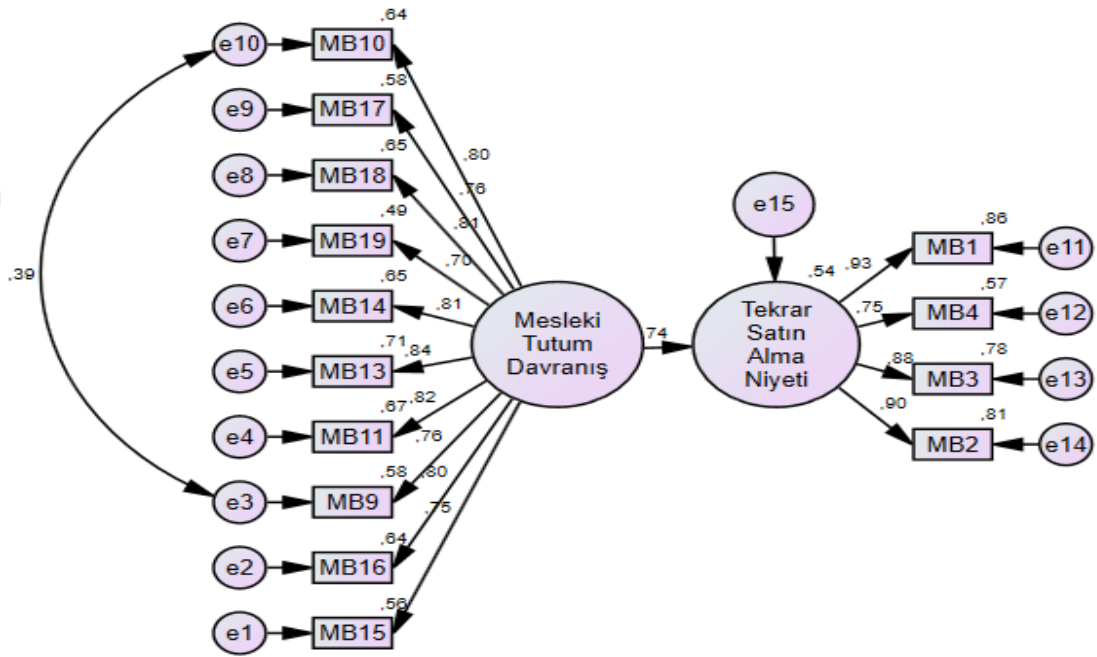 ,64
e10 MB10
,58
e9 MB17
,65
e8 MB18
,49
e7 MB19
,65
e6 MB14
,71
e5 MB13
,67
e4 MB11
,58
e3 MB9
,64
e2 MB16
,56
e1 MB15
,39
,80
,76
,81
,70
,81
,84
,82
,76
,80
,75
Mesleki
Tutum
Davranış
,74
e15
,54
Tekrar
Satın
Alma
Niyeti
,93
,75
,88
,90
,86
MB1 e11
,57
MB4 e12
,78
MB3 e13
,81
MB2 e14